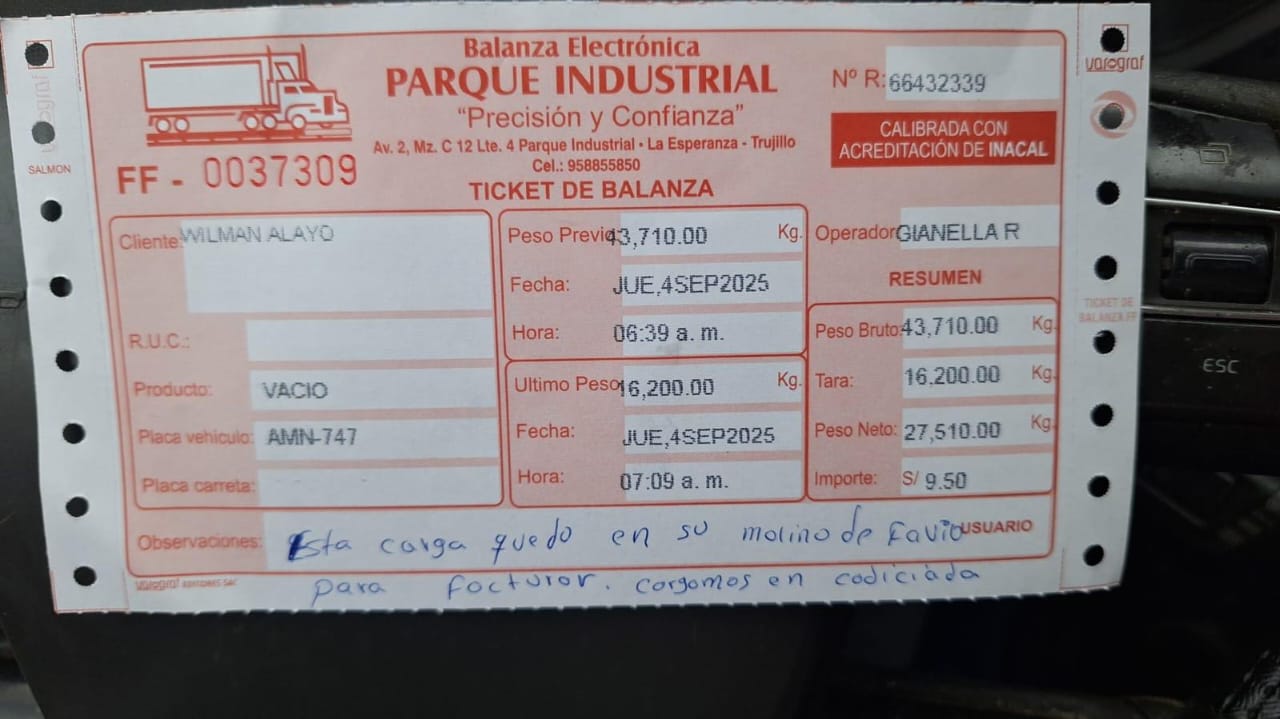 Balanza Electrónica
PARQUE INDUSTRIAL
"Precisión y Confianza"
Av. 2, Mz. C 12 Lte. 4 Parque Industrial - La Esperanza - Trujillo
Cel.: 958855850
TICKET DE BALANZA
Nº R: 66432339
CALIBRADA CON
ACREDITACIÓN DE INACAL
FF - 0037309
Cliente: WILMAN ALAYO
R.U.C.:
Producto: VACIO
Placa vehiculo: AMN-747
Placa carreta:
Peso Previo 43,710.00 Kg.
Fecha: JUE,4SEP2025
Hora: 06:39 a. m.
Ultimo Peso 16,200.00 Kg.
Fecha: JUE,4SEP2025
Hora: 07:09 a. m.
Operador GIANELLA R
RESUMEN
Peso Bruto: 43,710.00 Kg.
Tara: 16,200.00 Kg.
Peso Neto: 27,510.00 Kg.
Importe: S/ 9.50
Observaciones: Esta carga quedo en su molino de Favio
USUARIO
para facturar. cargamos en codiciada
varograf EDITORES SAC
SALMON
varograf
TICKET DE
BALANZA FF
ESC